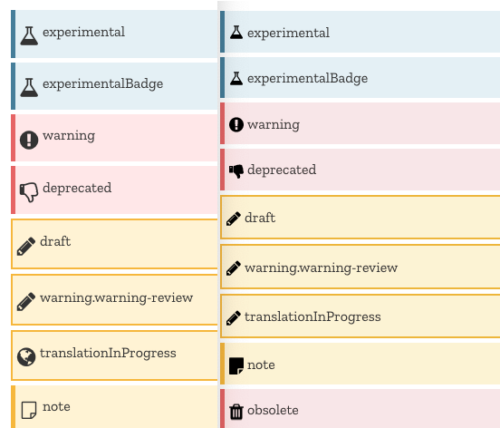 experimental
experimentalBadge
warning
deprecated
draft
warning.warning-review
translationInProgress
note
experimental
experimentalBadge
warning
deprecated
draft
warning.warning-review
translationInProgress
note
obsolete